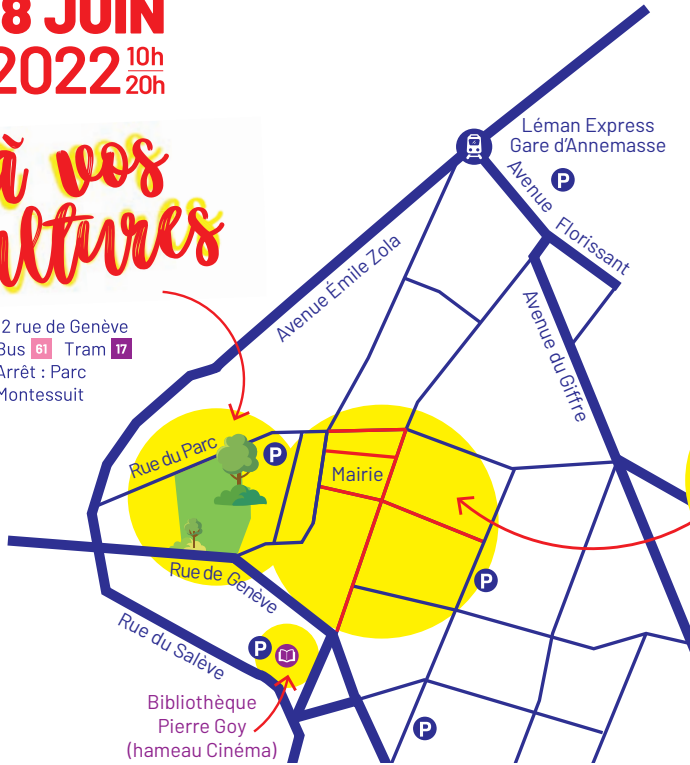 8 JUIN
2022 10h
20h
à vos
ultures
2 rue de Genève
Bus 61 Tram 17
Arrêt : Parc
Montessuit
Léman Express
Gare d'Annemasse
P
Avenue Florissant
Avenue Émile Zola
Avenue du Giffre
Rue du Parc
P
Mairie
Rue de Genève
P
Rue du Salève
P
Bibliothèque
Pierre Goy
(hameau Cinéma)
P